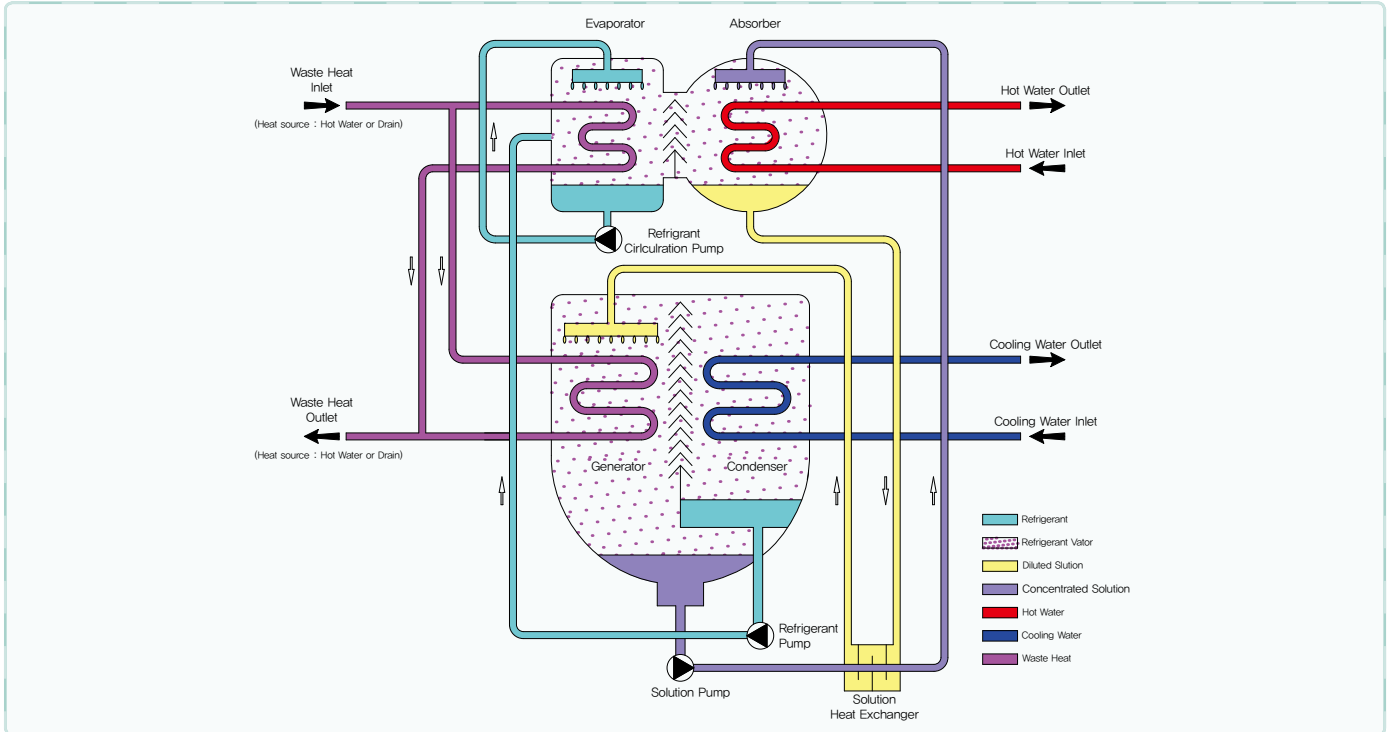 Evaporator
Absorber
Waste Heat
Inlet
(Heat source : Hot Water or Drain)
Hot Water Outlet
Hot Water Inlet
Refrigrant
Cirlculration Pump
Cooling Water Outlet
Waste Heat
Outlet
(Heat source : Hot Water or Drain)
Cooling Water Inlet
Generator
Condenser
Refrigerant
Refrigerant Vator
Diluted Slution
Concentrated Solution
Hot Water
Cooling Water
Waste Heat
Refrigerant
Pump
Solution Pump
Solution
Heat Exchanger